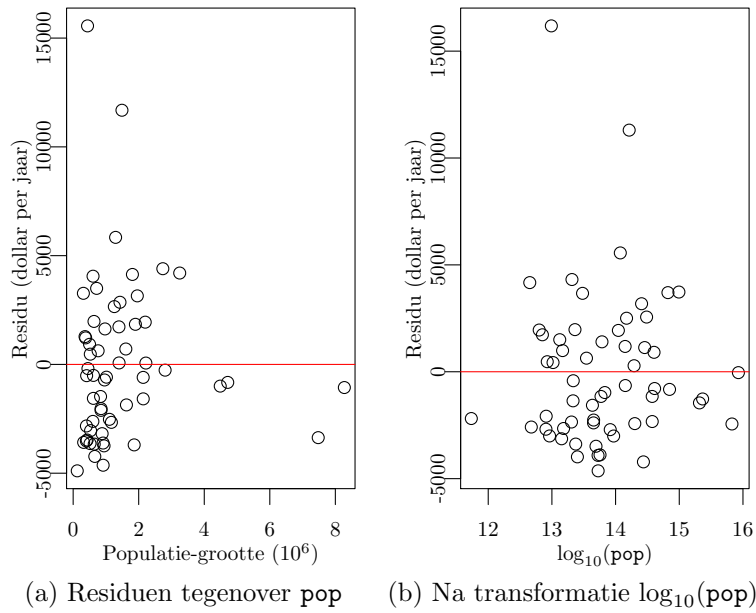 15000
10000
5000
0
-5000
Residu (dollar per jaar)
0 2 4 6 8
Populatie-grootte (10⁶)
(a) Residuen tegenover pop
15000
10000
5000
0
-5000
Residu (dollar per jaar)
12 13 14 15 16
log₁₀(pop)
(b) Na transformatie log₁₀(pop